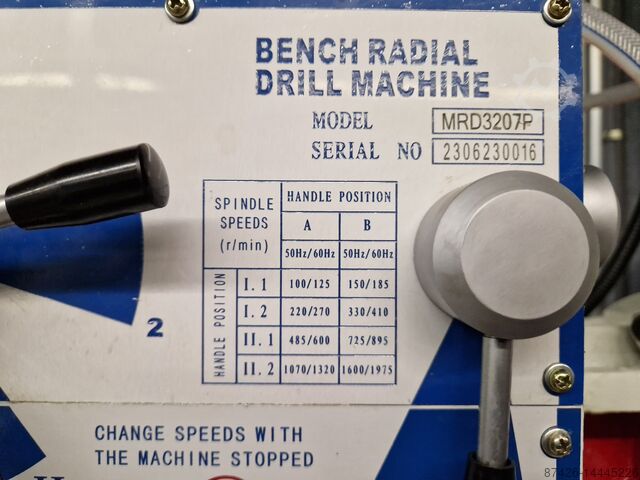 BENCH RADIAL
DRILL MACHINE
MODEL MRD3207P
SERIAL NO 2306230016
SPINDLE SPEEDS (r/min) HANDLE POSITION
A B
50Hz/60Hz 50Hz/60Hz
HANDLE POSITION
I. 1 100/125 150/185
I. 2 220/270 330/410
II. 1 485/600 725/895
II. 2 1070/1320 1600/1975
2
CHANGE SPEEDS WITH
THE MACHINE STOPPED
87426-14445226